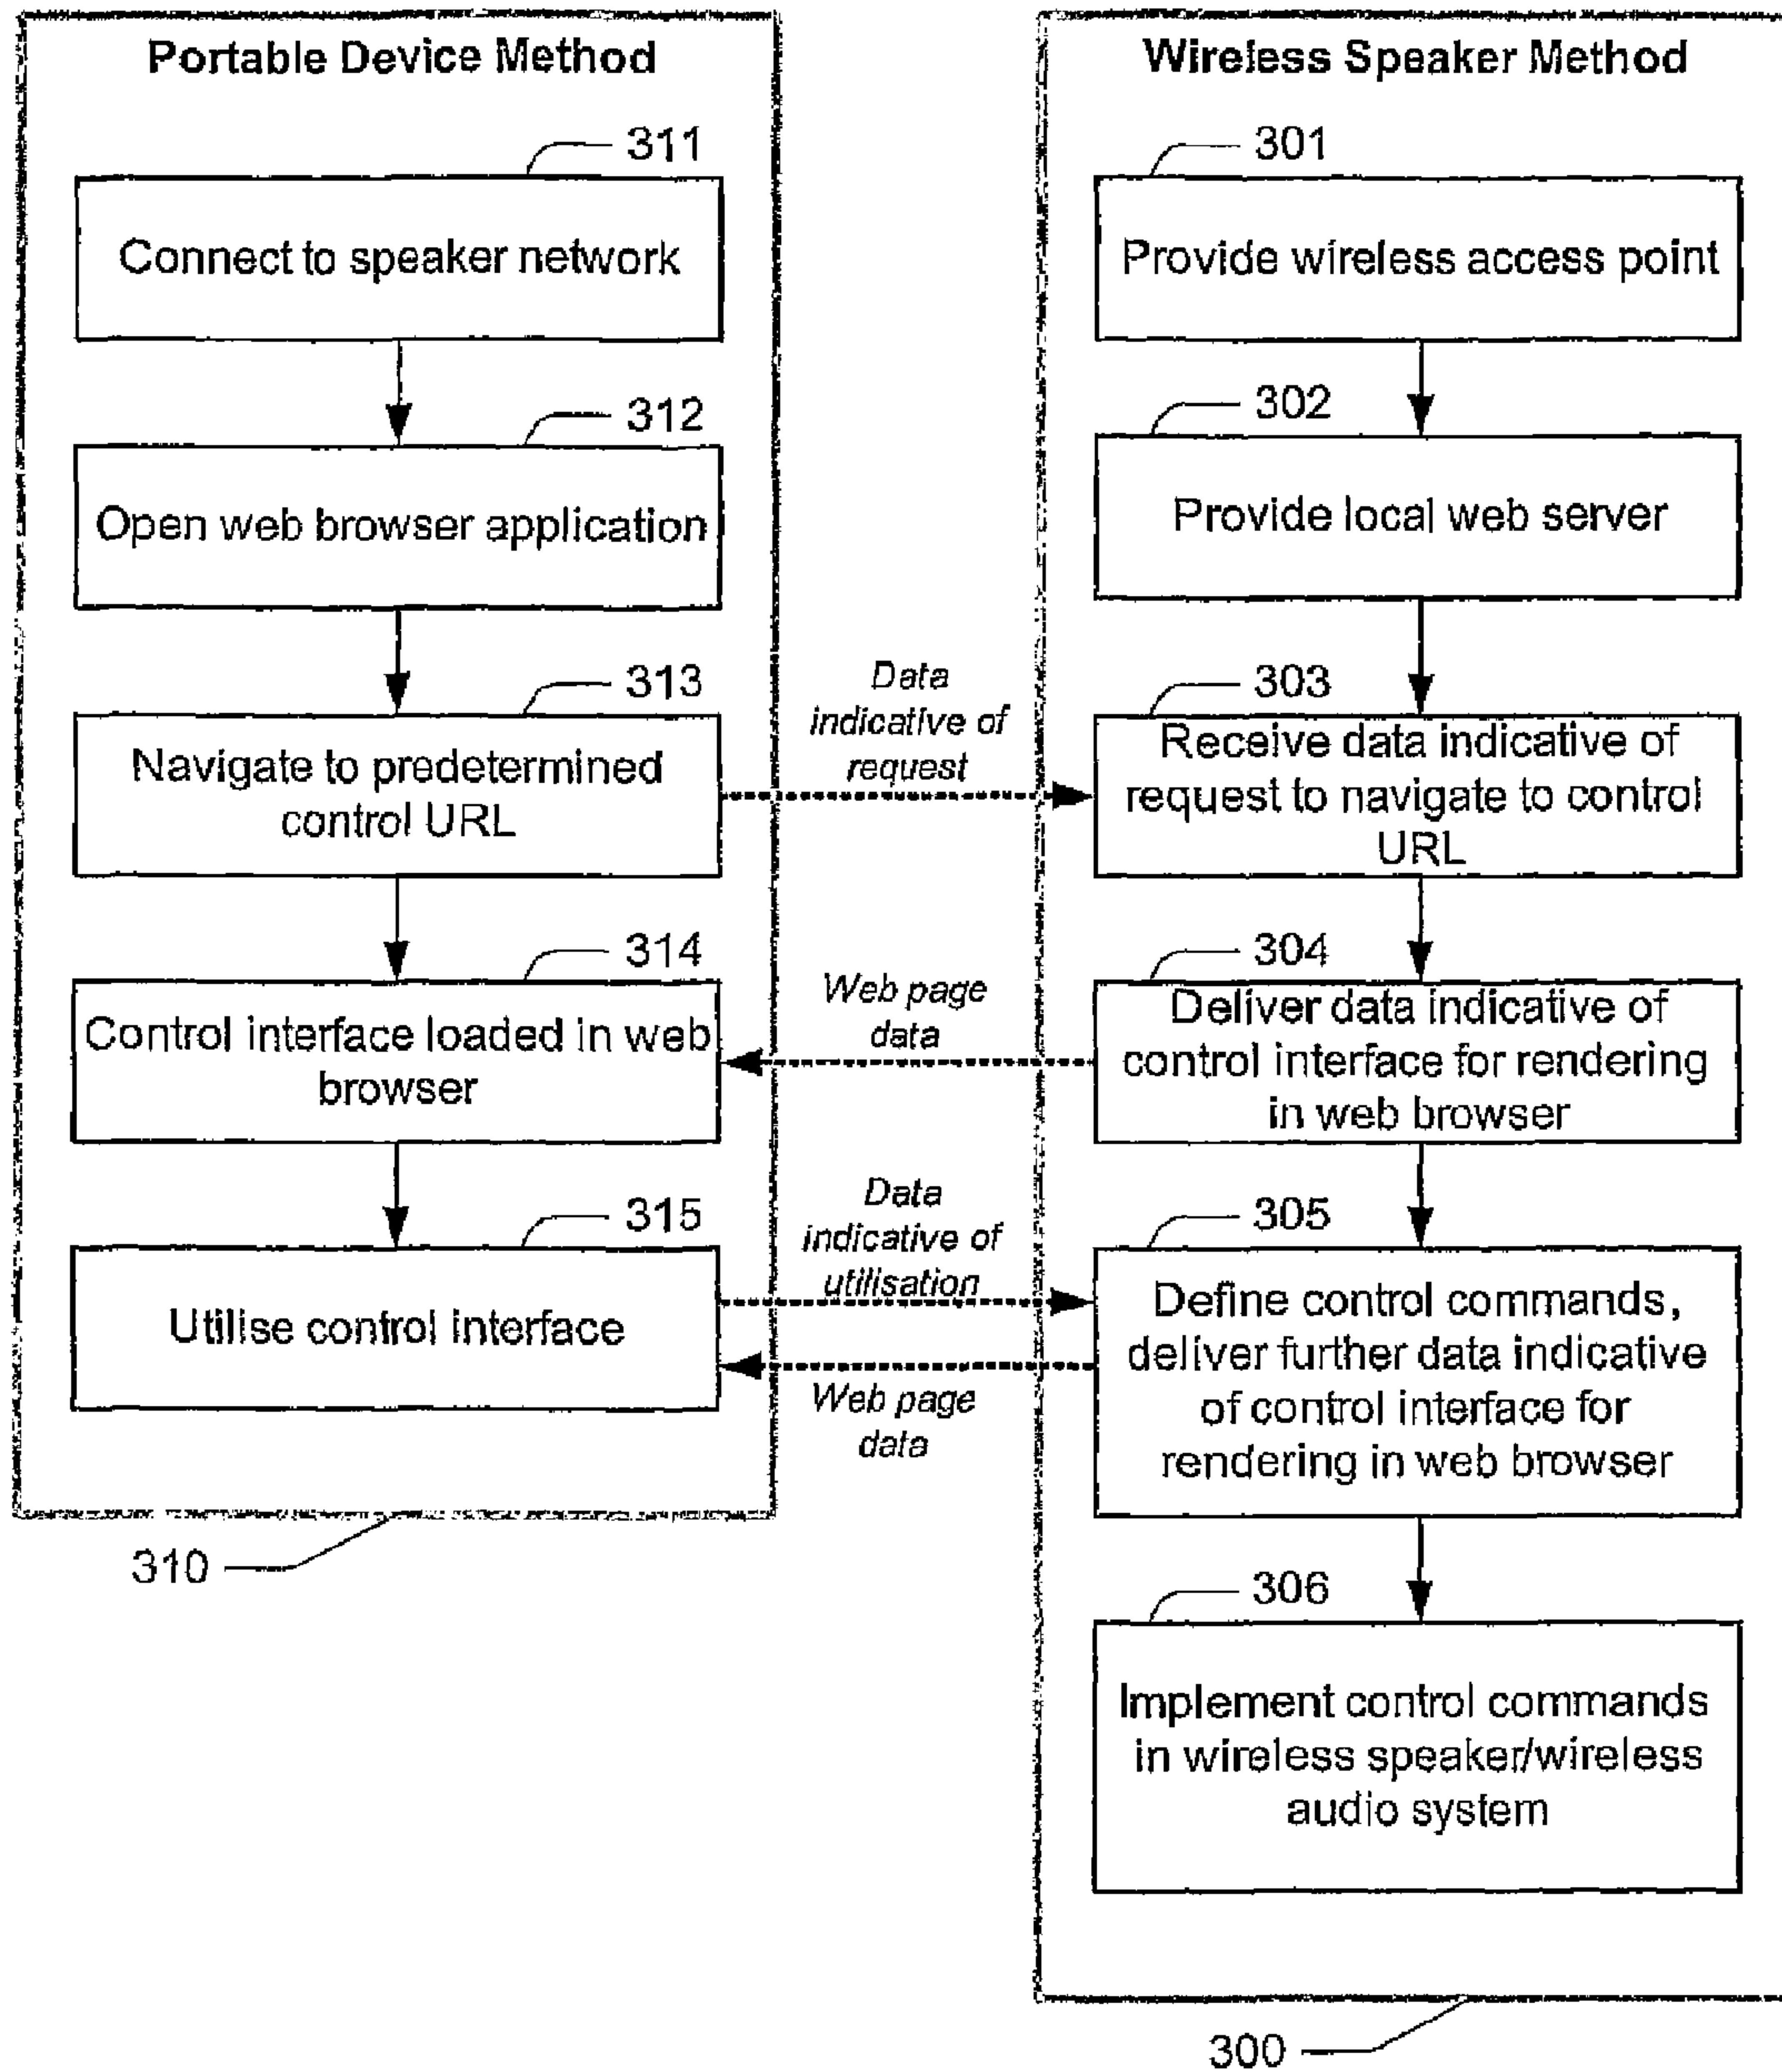 Portable Device Method
311
Connect to speaker network
312
Open web browser application
313
Navigate to predetermined
control URL
314
Control interface loaded in web
browser
315
Utilise control interface
310
Data
indicative of
request
Web page
data
Data
indicative of
utilisation
Web page
data
Wireless Speaker Method
301
Provide wireless access point
302
Provide local web server
303
Receive data indicative of
request to navigate to control
URL
304
Deliver data indicative of
control interface for rendering
in web browser
305
Define control commands,
deliver further data indicative
of control interface for
rendering in web browser
306
Implement control commands
in wireless speaker/wireless
audio system
300